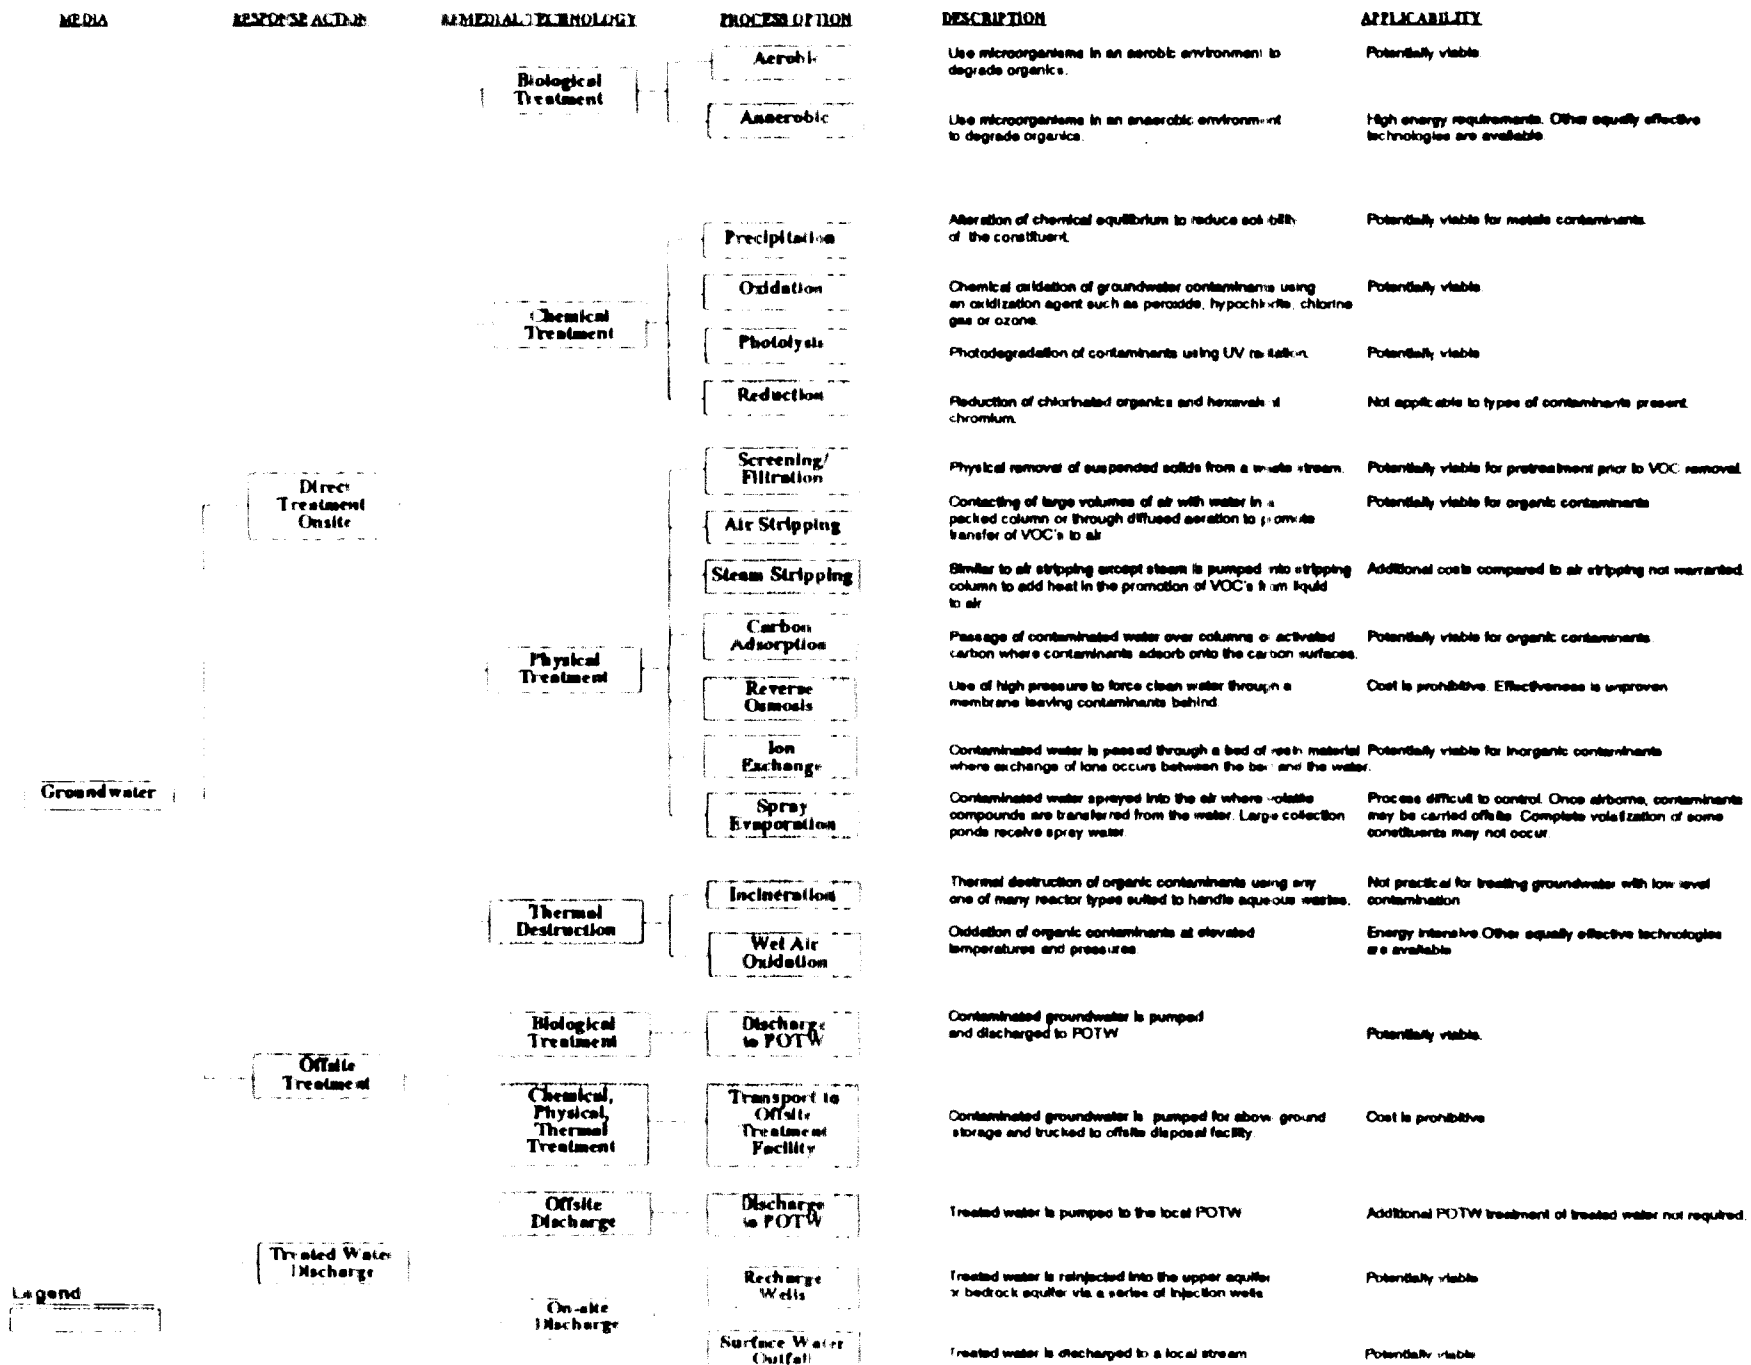 MEDIA
RESPONSE ACTION
REMEDIAL TECHNOLOGY
PROCESS OPTION
DESCRIPTION
APPLICABILITY
Biological
Treatment
Aerobic
Use microorganisms in an aerobic environment to
degrade organics.
Potentially viable
Anaerobic
Use microorganisms in an anaerobic environment
to degrade organics.
High energy requirements. Other equally effective
technologies are available
Chemical
Treatment
Precipitation
Alteration of chemical equilibrium to reduce solubility
of the constituent.
Potentially viable for metals contaminants
Oxidation
Chemical oxidation of groundwater contaminants using
an oxidization agent such as peroxide, hypochlorite, chlorine
gas or ozone.
Potentially viable
Photolysis
Photodegradation of contaminants using UV radiation.
Potentially viable
Reduction
Reduction of chlorinated organics and hexavalent
chromium.
Not applicable to types of contaminants present.
Direct
Treatment
Onsite
Physical
Treatment
Screening/
Filtration
Physical removal of suspended solids from a waste stream.
Potentially viable for pretreatment prior to VOC removal.
Air Stripping
Contacting of large volumes of air with water in a
packed column or through diffused aeration to promote
transfer of VOC's to air
Potentially viable for organic contaminants
Steam Stripping
Similar to air stripping except steam is pumped into stripping
column to add heat in the promotion of VOC's from liquid
to air
Additional costs compared to air stripping not warranted.
Carbon
Adsorption
Passage of contaminated water over columns of activated
carbon where contaminants adsorb onto the carbon surfaces.
Potentially viable for organic contaminants.
Reverse
Osmosis
Use of high pressure to force clean water through a
membrane leaving contaminants behind.
Cost is prohibitive. Effectiveness is unproven
Ion
Exchange
Contaminated water is passed through a bed of resin material
where exchange of ions occurs between the bed and the water.
Potentially viable for inorganic contaminants
Groundwater
Spray
Evaporation
Contaminated water sprayed into the air where volatile
compounds are transferred from the water. Large collection
ponds receive spray water.
Process difficult to control. Once airborne, contaminants
may be carried offsite. Complete volatization of some
constituents may not occur.
Thermal
Destruction
Incineration
Thermal destruction of organic contaminants using any
one of many reactor types suited to handle aqueous wastes.
Not practical for treating groundwater with low level
contamination
Wet Air
Oxidation
Oxidation of organic contaminants at elevated
temperatures and pressures.
Energy intensive. Other equally effective technologies
are available
Offsite
Treatment
Biological
Treatment
Discharge
to POTW
Contaminated groundwater is pumped
and discharged to POTW
Potentially viable.
Chemical,
Physical,
Thermal
Treatment
Transport to
Offsite
Treatment
Facility
Contaminated groundwater is pumped for above ground
storage and trucked to offsite disposal facility.
Cost is prohibitive
Treated Water
Discharge
Offsite
Discharge
Discharge
to POTW
Treated water is pumped to the local POTW
Additional POTW treatment of treated water not required.
On-site
Discharge
Recharge
Wells
Treated water is reinjected into the upper aquifer
or bedrock aquifer via a series of injection wells
Potentially viable
Surface Water
Outfall
Treated water is discharged to a local stream
Potentially viable
Legend